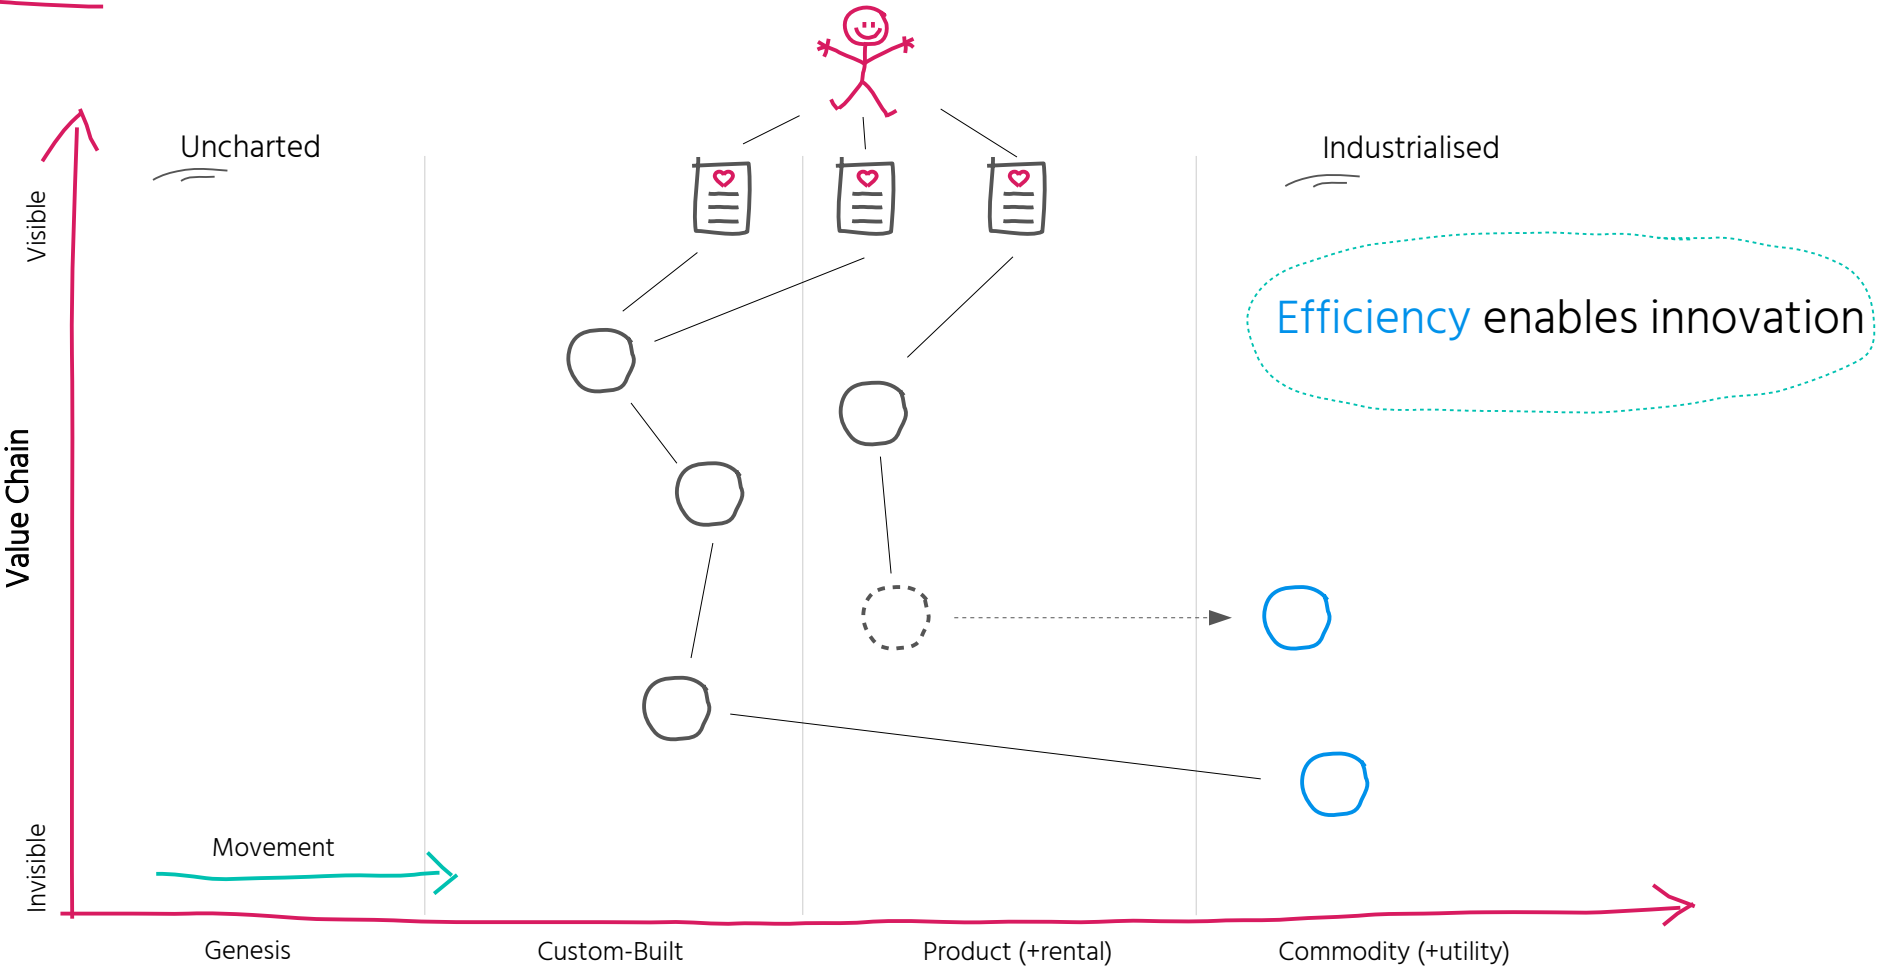 Uncharted
Industrialised
Visible
Efficiency enables innovation
Value Chain
Invisible
Movement
Genesis
Custom-Built
Product (+rental)
Commodity (+utility)